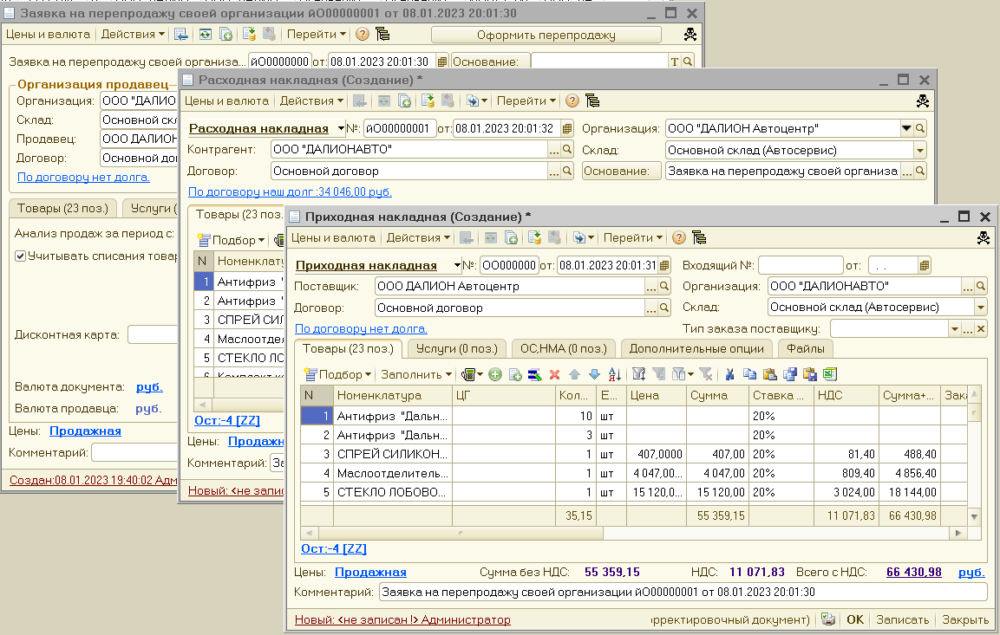 Заявка на перепродажу своей организации йО00000001 от 08.01.2023 20:01:30
Цены и валюта Действия Перейти Оформить перепродажу
Заявка на перепродажу своей организа... йО0000000 от: 08.01.2023 20:01:30 Основание: T
Организация продавец
Организация: ООО "ДАЛИО
Склад: Основной скл
Продавец: ООО ДАЛИОН
Договор: Основной дого
По договору нет долга.
Товары (23 поз.) Услуги (
Анализ продаж за период с:
Учитывать списания товар
Дисконтная карта:
Валюта документа: руб.
Валюта продавца: руб.
Цены: Продажная
Комментарий:
Создан:08.01.2023 19:40:02 Адм
Расходная накладная (Создание) *
Цены и валюта Действия Перейти
Расходная накладная №: йО00000001 от: 08.01.2023 20:01:32 Организация: ООО "ДАЛИОН Автоцентр"
Контрагент: ООО "ДАЛИОНАВТО" Склад: Основной склад (Автосервис)
Договор: Основной договор Основание: Заявка на перепродажу своей организа
По договору наш долг :34 046,00 руб.
Товары (23 поз.
Подбор
N Номенклату
1 Антифриз "
2 Антифриз "
3 СПРЕЙ СИЛ
4 Маслоотдел
5 СТЕКЛО ЛО
6 Комплект к
Ост:-4 [ZZ]
Цены: Продажн
Комментарий: За
Новый: <не запис
Приходная накладная (Создание) *
Цены и валюта Действия Перейти
Приходная накладная №: ОО000000 от: 08.01.2023 20:01:31 Входящий №: от: . .
Поставщик: ООО ДАЛИОН Автоцентр Организация: ООО "ДАЛИОНАВТО"
Договор: Основной договор Склад: Основной склад (Автосервис)
По договору нет долга. Тип заказа поставщику:
Товары (23 поз.) Услуги (0 поз.) ОС,НМА (0 поз.) Дополнительные опции Файлы
Подбор Заполнить
N Номенклатура ЦГ Кол... Е... Цена Сумма Ставка ... НДС Сумма+... Зака
1 Антифриз "Дальн... 10 шт 20%
2 Антифриз "Дальн... 3 шт 20%
3 СПРЕЙ СИЛИКОН... 1 шт 407,0000 407,00 20% 81,40 488,40
4 Маслоотделитель... 1 шт 4 047,00... 4 047,00 20% 809,40 4 856,40
5 СТЕКЛО ЛОБОВО... 1 шт 15 120,0... 15 120,00 20% 3 024,00 18 144,00
35,15 55 359,15 11 071,83 66 430,98
Ост:-4 [ZZ]
Цены: Продажная Сумма без НДС: 55 359,15 НДС: 11 071,83 Всего с НДС: 66 430,98 руб.
Комментарий: Заявка на перепродажу своей организации йО00000001 от 08.01.2023 20:01:30
Новый: <не записан !> Администратор орректировочный документ) OK Записать Закрыть